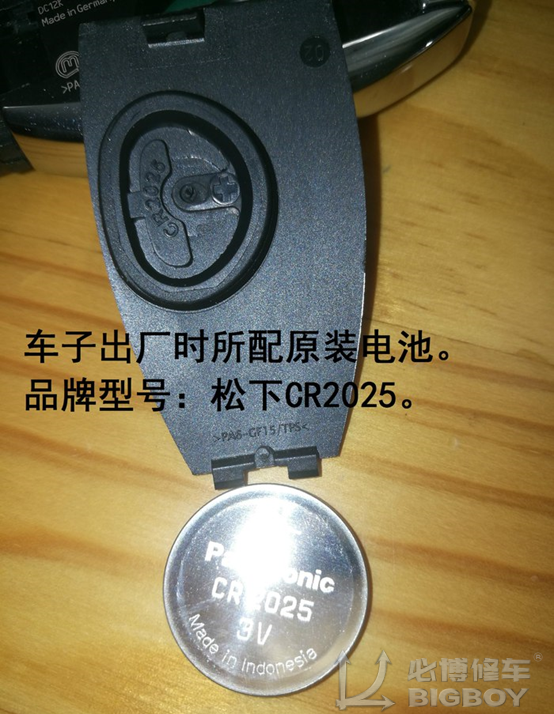 DC12K
Made in Germany
>PA
20
CR2025
车子出厂时所配原装电池。
品牌型号：松下CR2025。
>PA6-GF15/TPS<
Panasonic
CR2025
3V
Made in Indonesia
必博修车®
BIGBOY